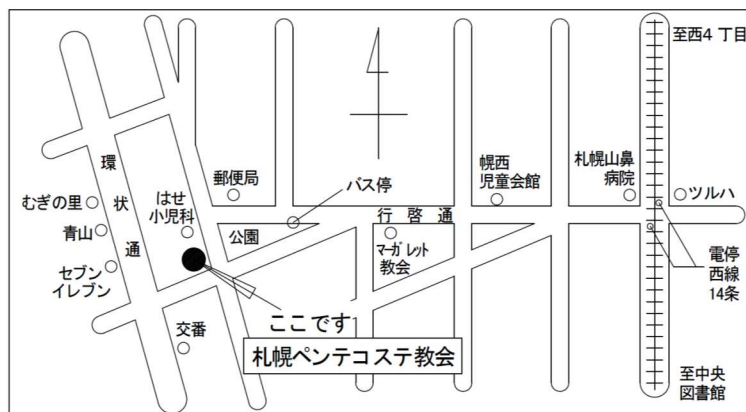 至西4丁目
環状通
郵便局
バス停
幌西
児童会館
札幌山鼻
病院
ツルハ
むぎの里
はせ
小児科
青山
公園
行啓通
マーガレット
教会
セブン
イレブン
電停
西線
14条
ここです
交番
札幌ペンテコステ教会
至中央
図書館